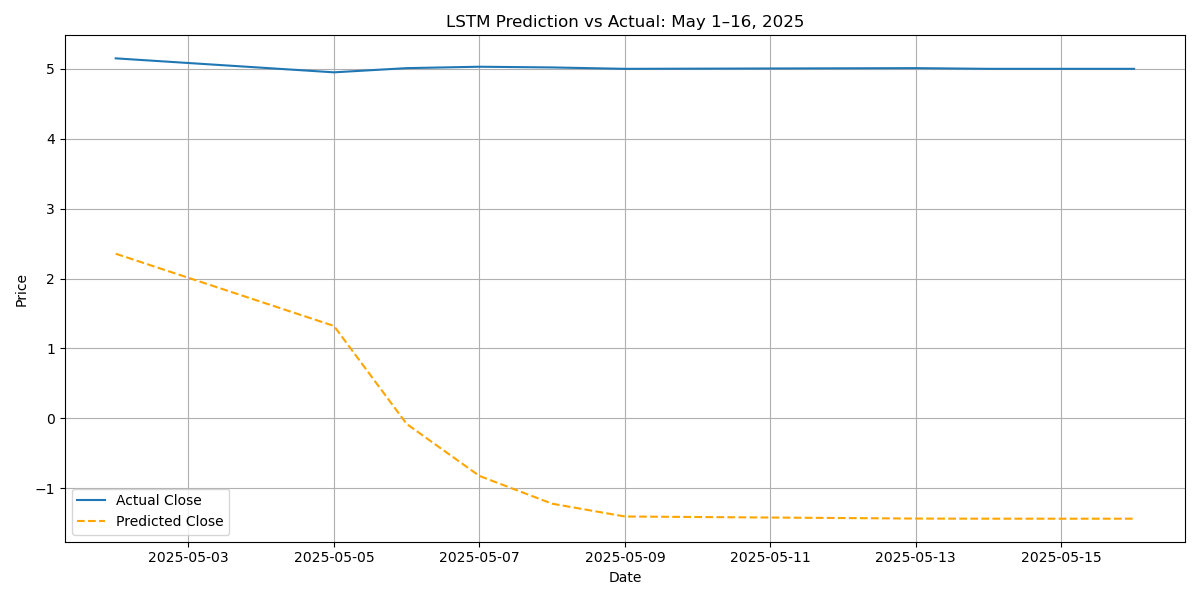 LSTM Prediction vs Actual: May 1–16, 2025
Price
5
4
3
2
1
0
−1
Actual Close
Predicted Close
2025-05-03
2025-05-05
2025-05-07
2025-05-09
2025-05-11
2025-05-13
2025-05-15
Date